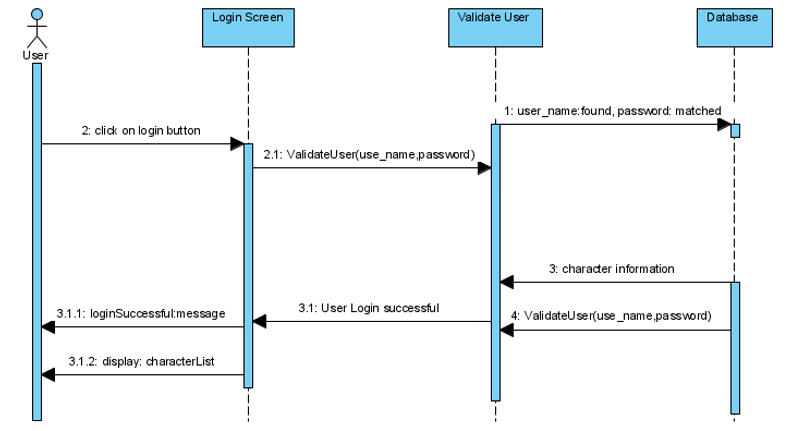 Login Screen
Validate User
Database
User
1: user_name:found, password: matched
2: click on login button
2.1: ValidateUser(use_name,password)
3: character information
3.1: User Login successful
3.1.1: loginSuccessful:message
4: ValidateUser(use_name,password)
3.1.2: display: characterList